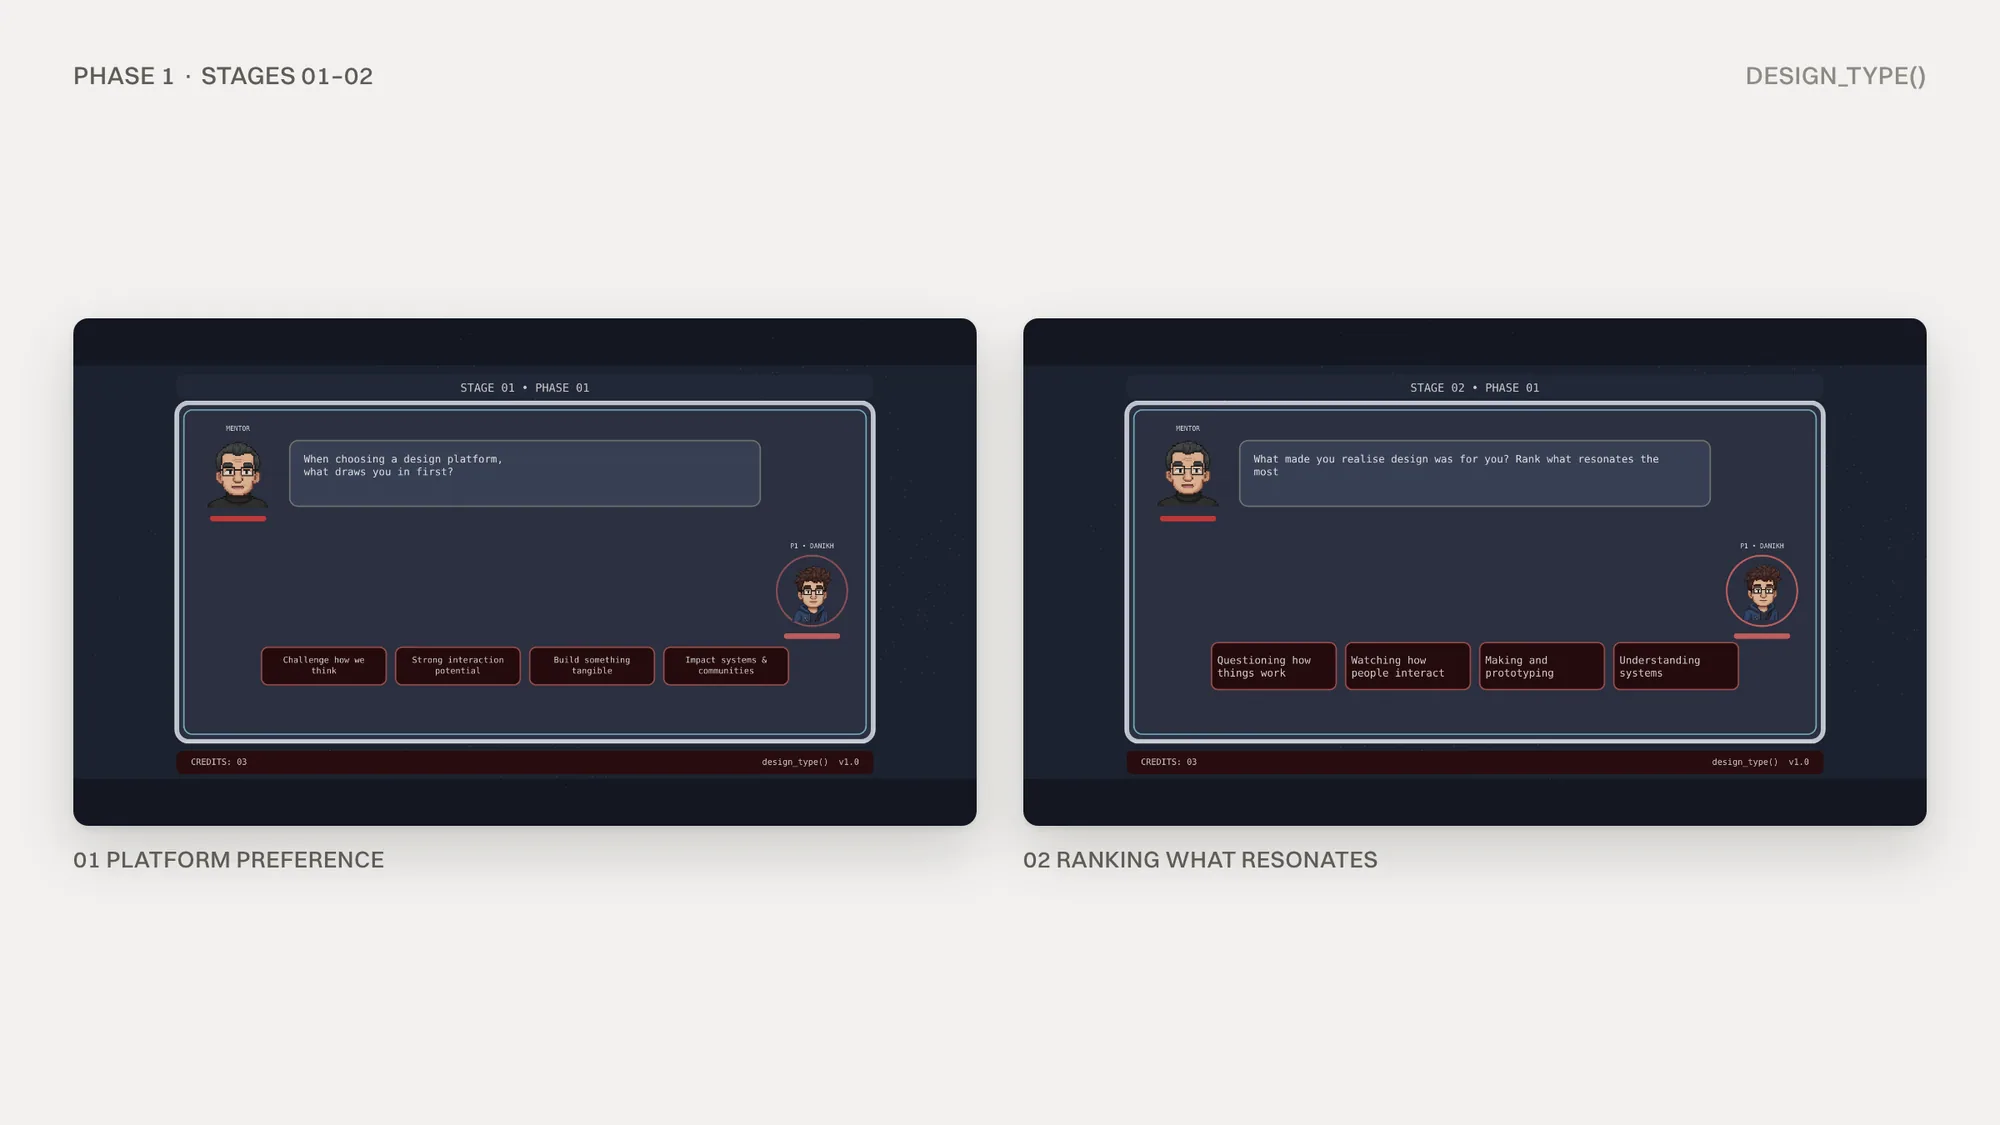 PHASE 1 · STAGES 01–02
DESIGN_TYPE()
STAGE 01 • PHASE 01
MENTOR
When choosing a design platform,
what draws you in first?
P1 • DANIKH
Challenge how we
think
Strong interaction
potential
Build something
tangible
Impact systems &
communities
CREDITS: 03
design_type() v1.0
01 PLATFORM PREFERENCE
STAGE 02 • PHASE 01
MENTOR
What made you realise design was for you? Rank what resonates the
most
P1 • DANIKH
Questioning how
things work
Watching how
people interact
Making and
prototyping
Understanding
systems
CREDITS: 03
design_type() v1.0
02 RANKING WHAT RESONATES